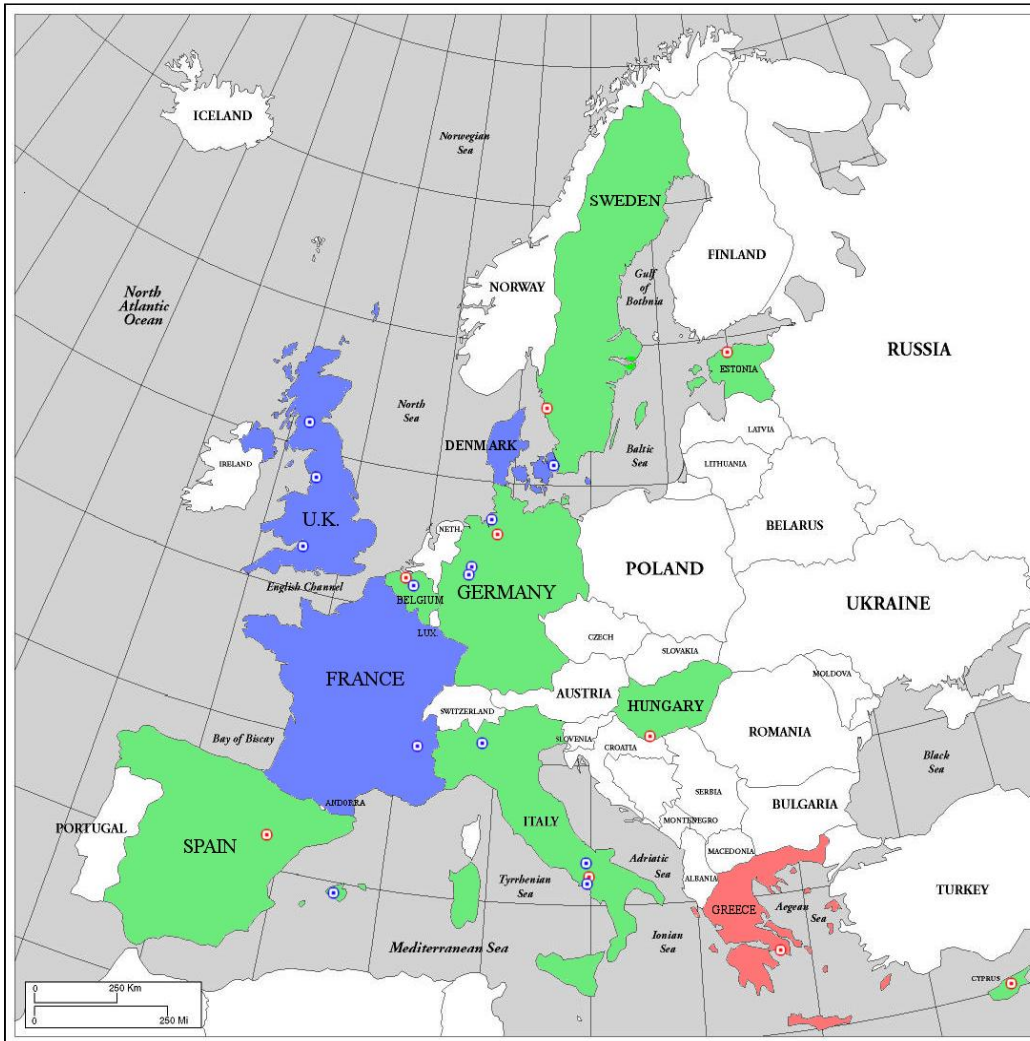 ICELAND
Norwegian
Sea
SWEDEN
FINLAND
NORWAY
Gulf
of
Bothnia
North
Atlantic
Ocean
RUSSIA
ESTONIA
North
Sea
LATVIA
DENMARK
Baltic
Sea
IRELAND
LITHUANIA
U.K.
NETH.
BELARUS
POLAND
English Channel
BELGIUM
GERMANY
UKRAINE
LUX.
CZECH
SLOVAKIA
FRANCE
MOLDOVA
AUSTRIA
SWITZERLAND
HUNGARY
ROMANIA
Bay of Biscay
SLOVENIA
CROATIA
Black
Sea
SERBIA
ANDORRA
BULGARIA
ITALY
MONTENEGRO
PORTUGAL
SPAIN
MACEDONIA
Adriatic
Sea
ALBANIA
Tyrrhenian
Sea
TURKEY
GREECE
Aegean
Sea
Ionian
Sea
Mediterranean Sea
CYPRUS
0 250 Km
0 250 Mi